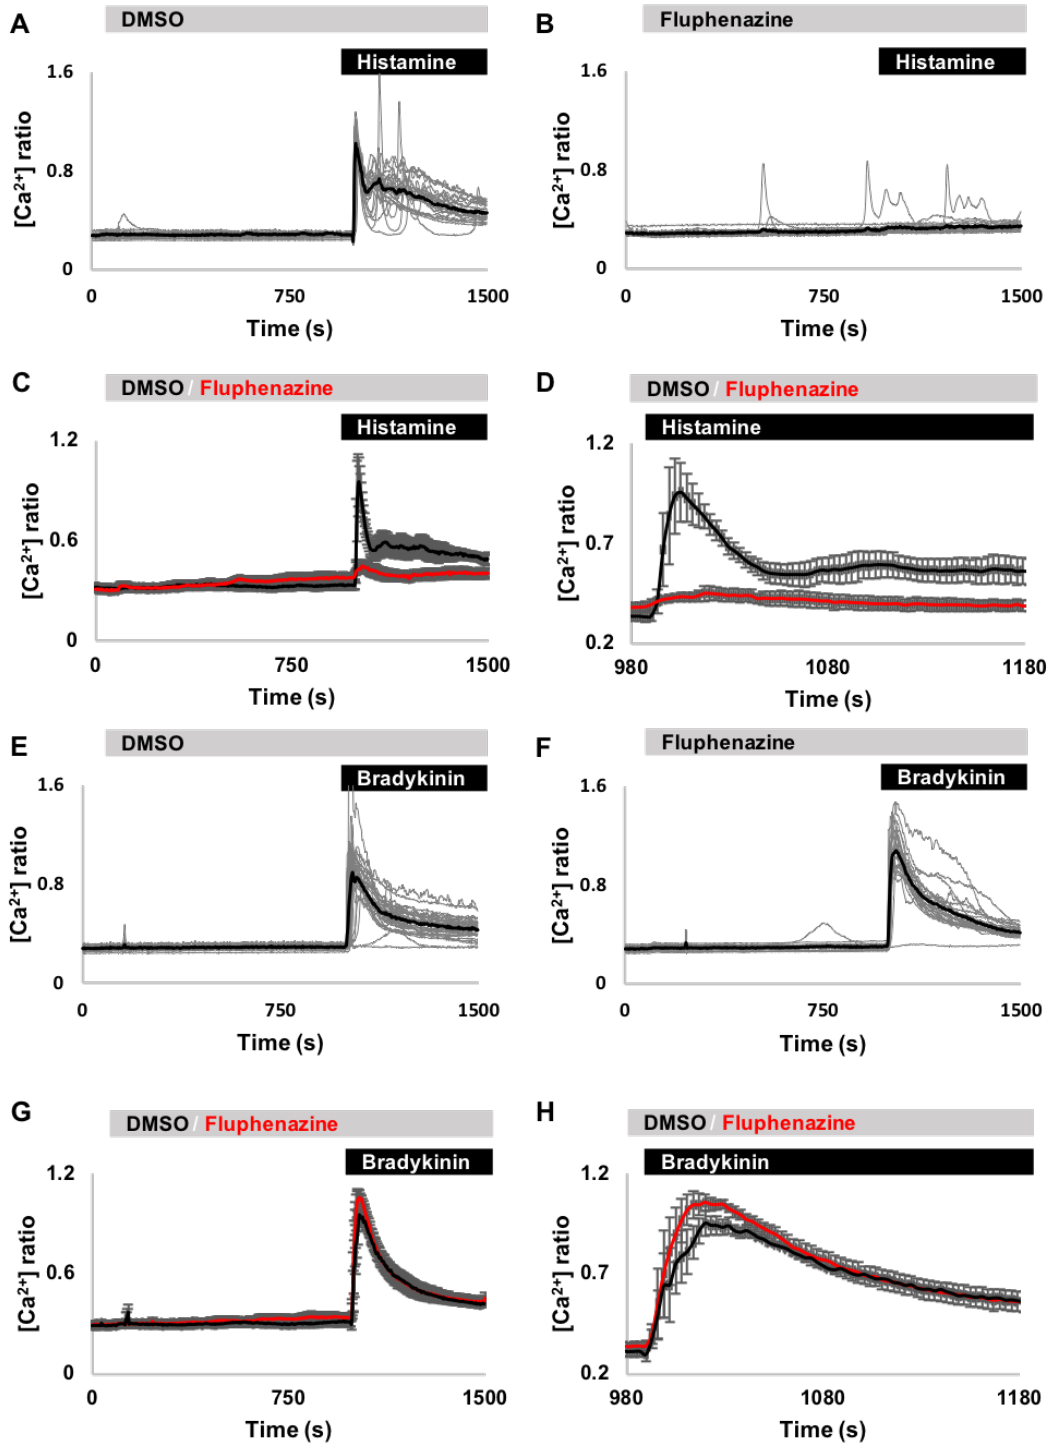 A
DMSO
Histamine
1.6
0.8
0
[Ca²⁺] ratio
0
750
1500
Time (s)
B
Fluphenazine
Histamine
1.6
0.8
0
[Ca²⁺] ratio
0
750
1500
Time (s)
C
DMSO / Fluphenazine
Histamine
1.2
0.6
0
[Ca²⁺] ratio
0
750
1500
Time (s)
D
DMSO / Fluphenazine
Histamine
1.2
0.7
0.2
[Ca²⁺] ratio
980
1080
1180
Time (s)
E
DMSO
Bradykinin
1.6
0.8
0
[Ca²⁺] ratio
0
750
1500
Time (s)
F
Fluphenazine
Bradykinin
1.6
0.8
0
[Ca²⁺] ratio
0
750
1500
Time (s)
G
DMSO / Fluphenazine
Bradykinin
1.2
0.6
0
[Ca²⁺] ratio
0
750
1500
Time (s)
H
DMSO / Fluphenazine
Bradykinin
1.2
0.7
0.2
[Ca²⁺] ratio
980
1080
1180
Time (s)